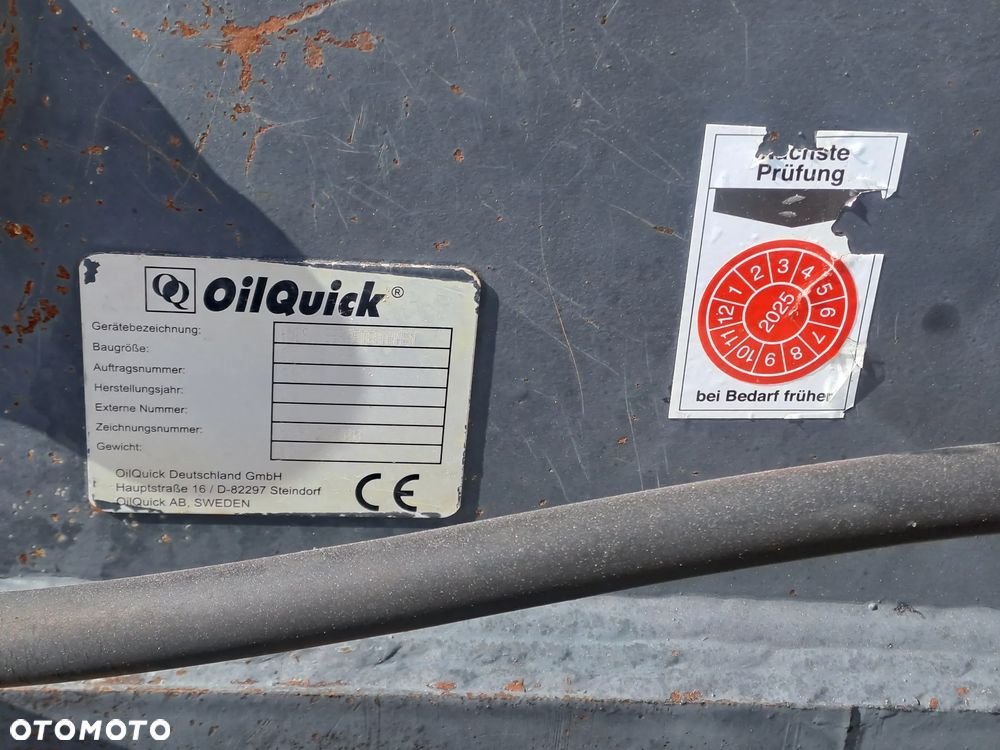 OilQuick®
Gerätebezeichnung:
Baugröße:
Auftragsnummer:
Herstellungsjahr:
Externe Nummer:
Zeichnungsnummer:
Gewicht:
OilQuick Deutschland GmbH
Hauptstraße 16 / D-82297 Steindorf
OilQuick AB, SWEDEN
CE
Nächste
Prüfung
1 2 3 4 5 6 7 8 9 10 11 12
2025
bei Bedarf früher
OTOMOTO